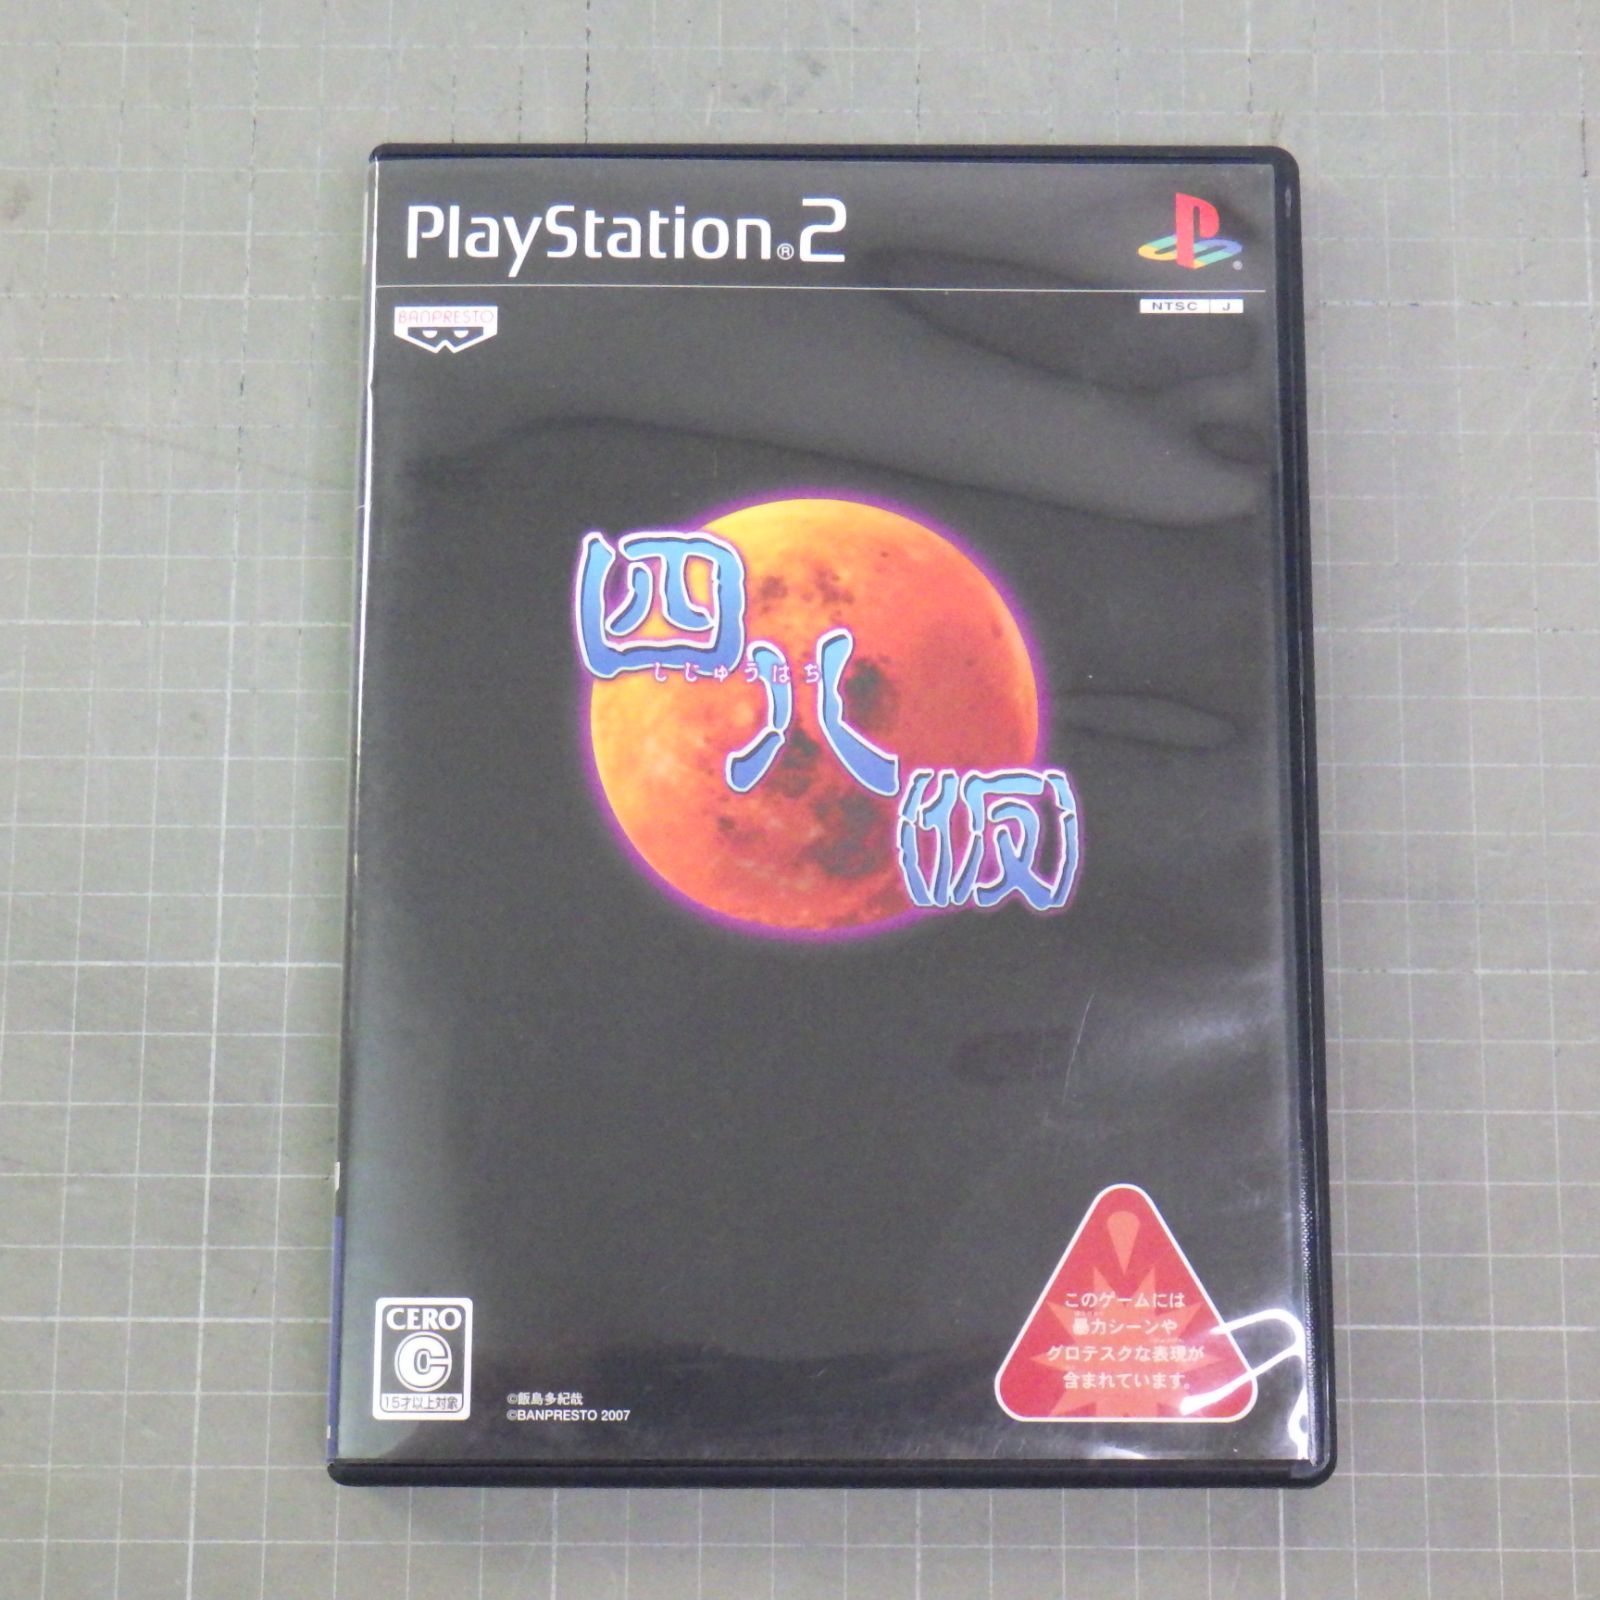 PlayStation®2
BANPRESTO
NTSC J
四八(仮)
しじゅうはち
このゲームには
暴力シーンや
グロテスクな表現が
含まれています。
CERO
C
15才以上対象
©飯島多紀哉
©BANPRESTO 2007